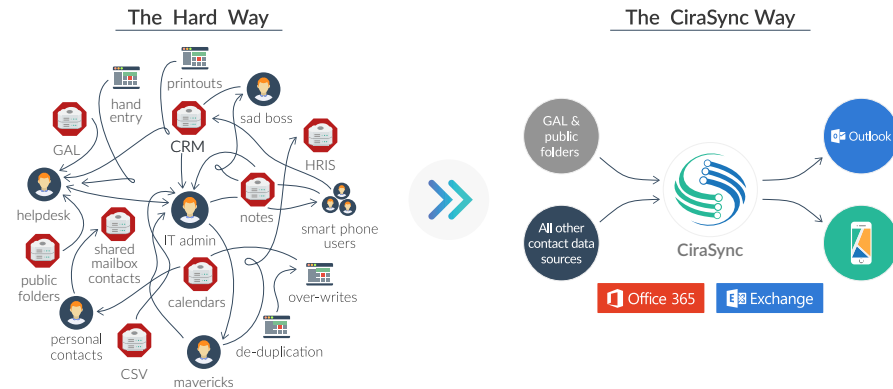 The Hard Way
The CiraSync Way
printouts
hand
entry
sad boss
GAL
CRM
HRIS
helpdesk
IT admin
notes
smart phone
users
shared
mailbox
contacts
public
folders
calendars
over-writes
personal
contacts
CSV
mavericks
de-duplication
GAL &
public
folders
Outlook
All other
contact data
sources
CiraSync
Office 365
Exchange